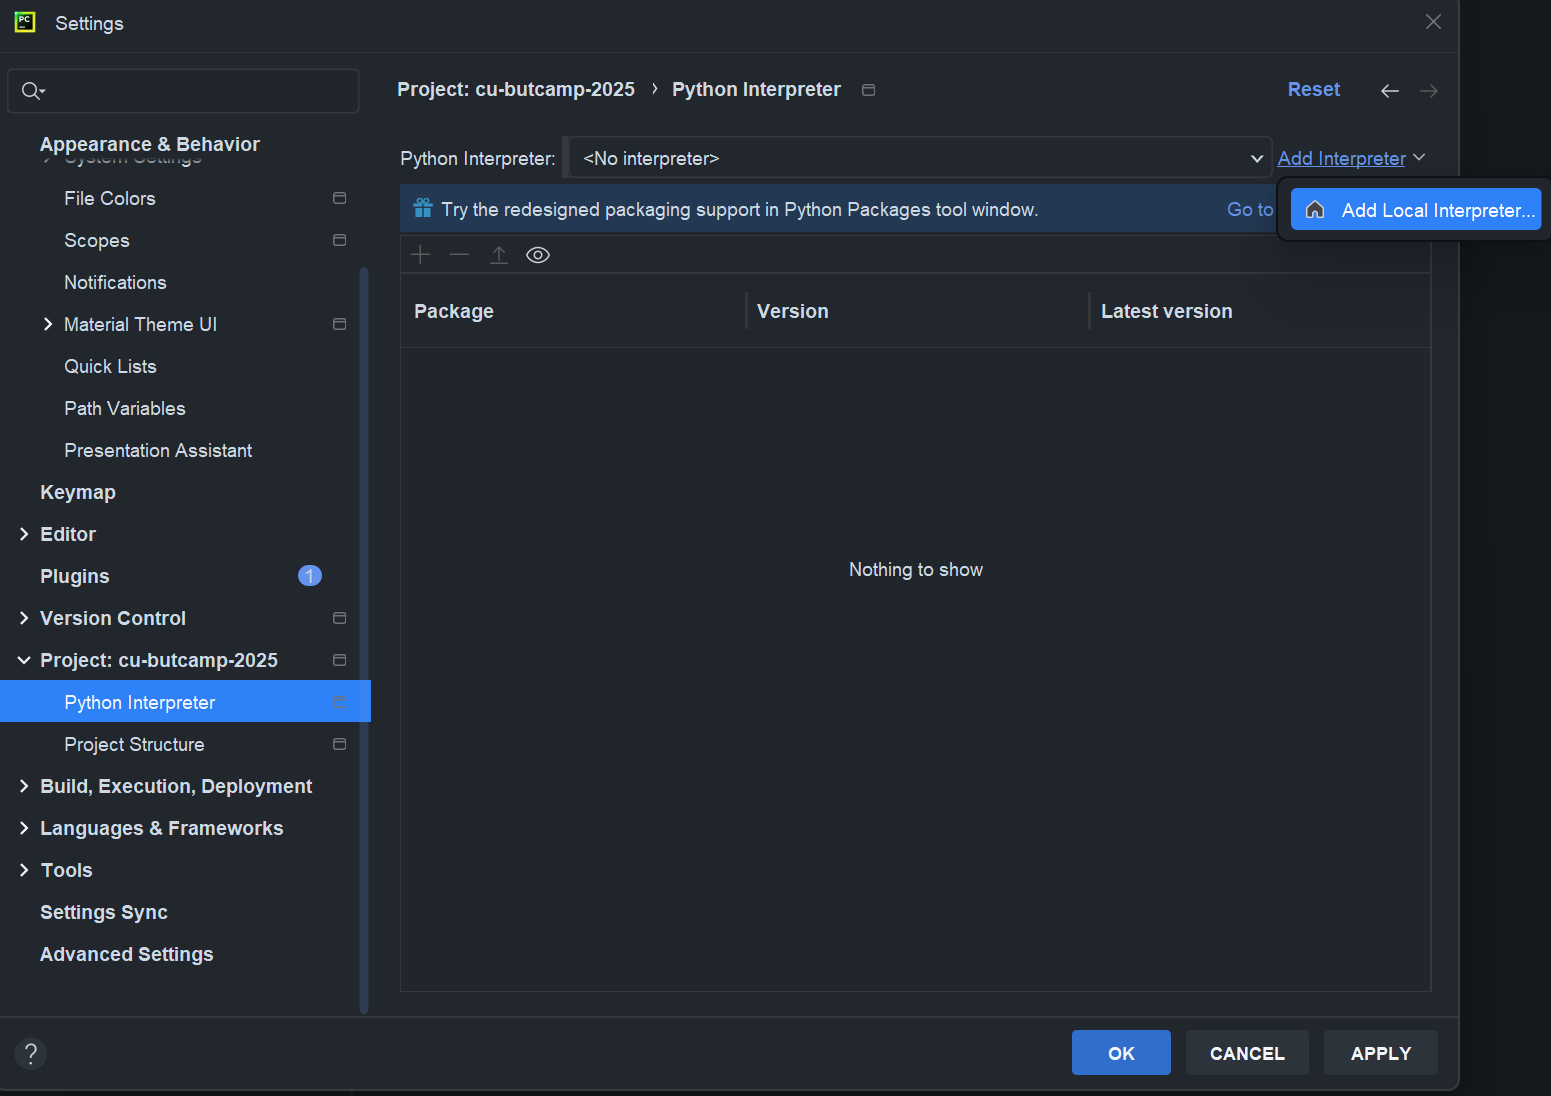 PC
Settings
Project: cu-butcamp-2025 › Python Interpreter
Reset
Appearance & Behavior
System Settings
Python Interpreter:
<No interpreter>
Add Interpreter
File Colors
Try the redesigned packaging support in Python Packages tool window.
Go to
Add Local Interpreter...
Scopes
Notifications
Package
Version
Latest version
Material Theme UI
Quick Lists
Path Variables
Presentation Assistant
Keymap
Editor
Nothing to show
Plugins
1
Version Control
Project: cu-butcamp-2025
Python Interpreter
Project Structure
Build, Execution, Deployment
Languages & Frameworks
Tools
Settings Sync
Advanced Settings
?
OK
CANCEL
APPLY